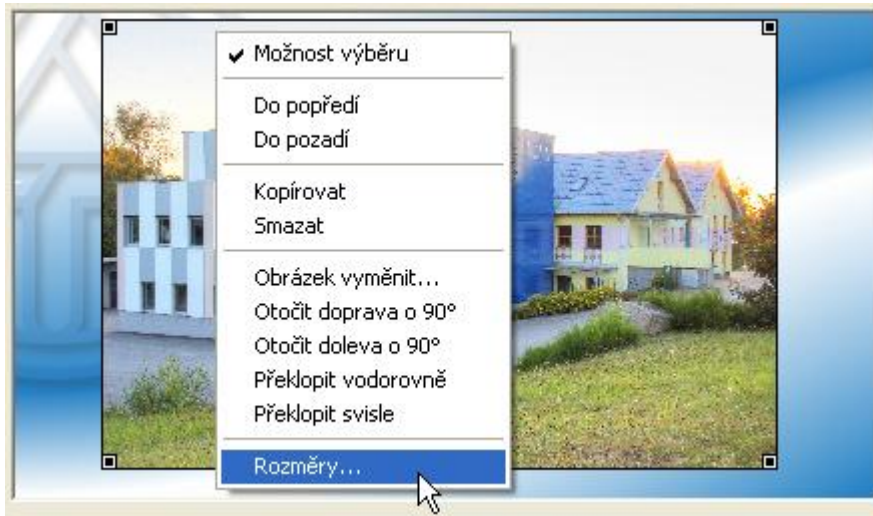 Možnost výběru
Do popředí
Do pozadí
Kopírovat
Smazat
Obrázek vyměnit...
Otočit doprava o 90°
Otočit doleva o 90°
Překlopit vodorovně
Překlopit svisle
Rozměry...